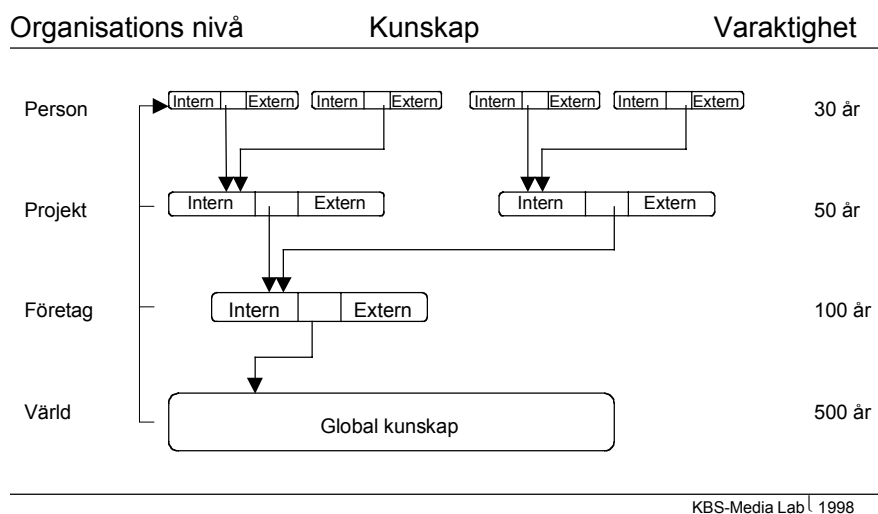 Organisations nivå Kunskap Varaktighet
Person Intern Extern Intern Extern Intern Extern Intern Extern 30 år
Projekt Intern Extern Intern Extern 50 år
Företag Intern Extern 100 år
Värld Global kunskap 500 år
KBS-Media Lab 1998